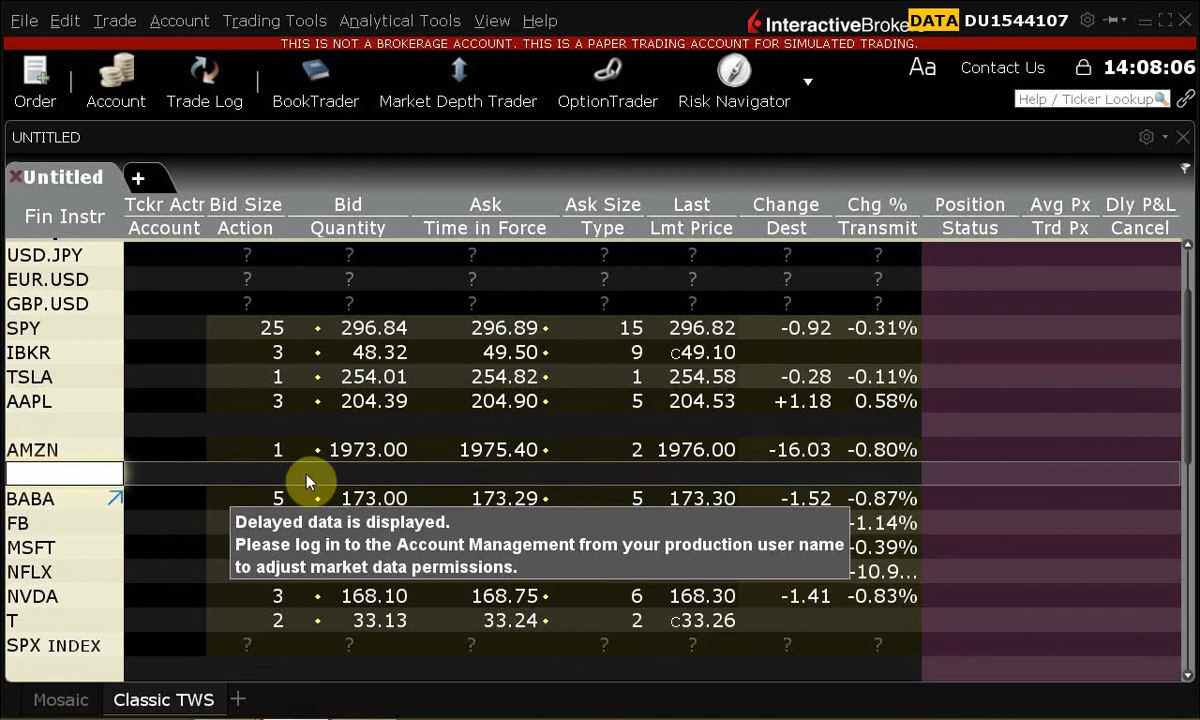 File Edit Trade Account Trading Tools Analytical Tools View Help InteractiveBroke DATA DU1544107
THIS IS NOT A BROKERAGE ACCOUNT. THIS IS A PAPER TRADING ACCOUNT FOR SIMULATED TRADING.
Order Account Trade Log BookTrader Market Depth Trader OptionTrader Risk Navigator Aa Contact Us 14:08:06
Help / Ticker Lookup
UNTITLED
Untitled +
Fin Instr Tckr Actr Bid Size Bid Ask Ask Size Last Change Chg % Position Avg Px Dly P&L
Account Action Quantity Time in Force Type Lmt Price Dest Transmit Status Trd Px Cancel
USD.JPY ? ? ? ? ? ? ?
EUR.USD ? ? ? ? ? ? ?
GBP.USD ? ? ? ? ? ? ?
SPY 25 296.84 296.89 15 296.82 -0.92 -0.31%
IBKR 3 48.32 49.50 9 c49.10
TSLA 1 254.01 254.82 1 254.58 -0.28 -0.11%
AAPL 3 204.39 204.90 5 204.53 +1.18 0.58%
AMZN 1 1973.00 1975.40 2 1976.00 -16.03 -0.80%
BABA 5 173.00 173.29 5 173.30 -1.52 -0.87%
FB -1.14%
MSFT -0.39%
NFLX -10.9...
Delayed data is displayed.
Please log in to the Account Management from your production user name
to adjust market data permissions.
NVDA 3 168.10 168.75 6 168.30 -1.41 -0.83%
T 2 33.13 33.24 2 c33.26
SPX INDEX ? ? ? ? ? ? ?
Mosaic Classic TWS +